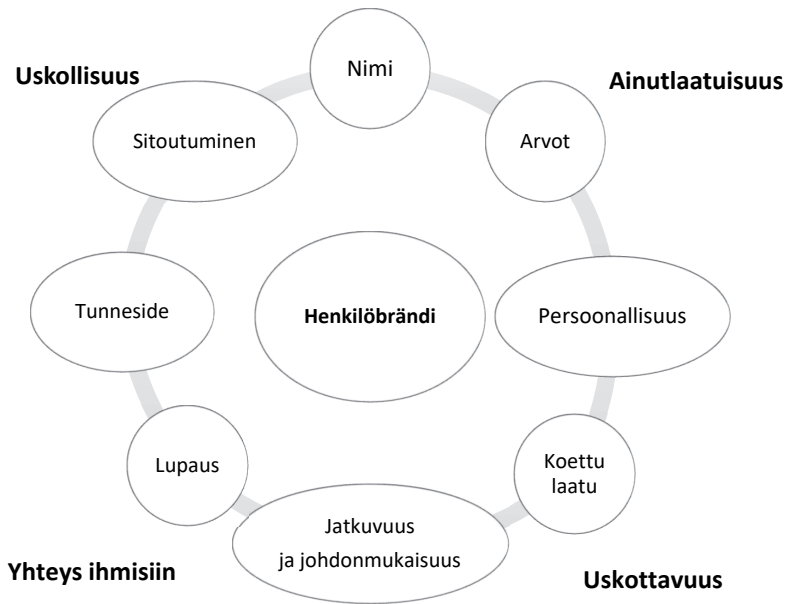 Nimi
Uskollisuus
Ainutlaatuisuus
Sitoutuminen
Arvot
Tunneside
Henkilöbrändi
Persoonallisuus
Lupaus
Koettu
laatu
Jatkuvuus
ja johdonmukaisuus
Yhteys ihmisiin
Uskottavuus